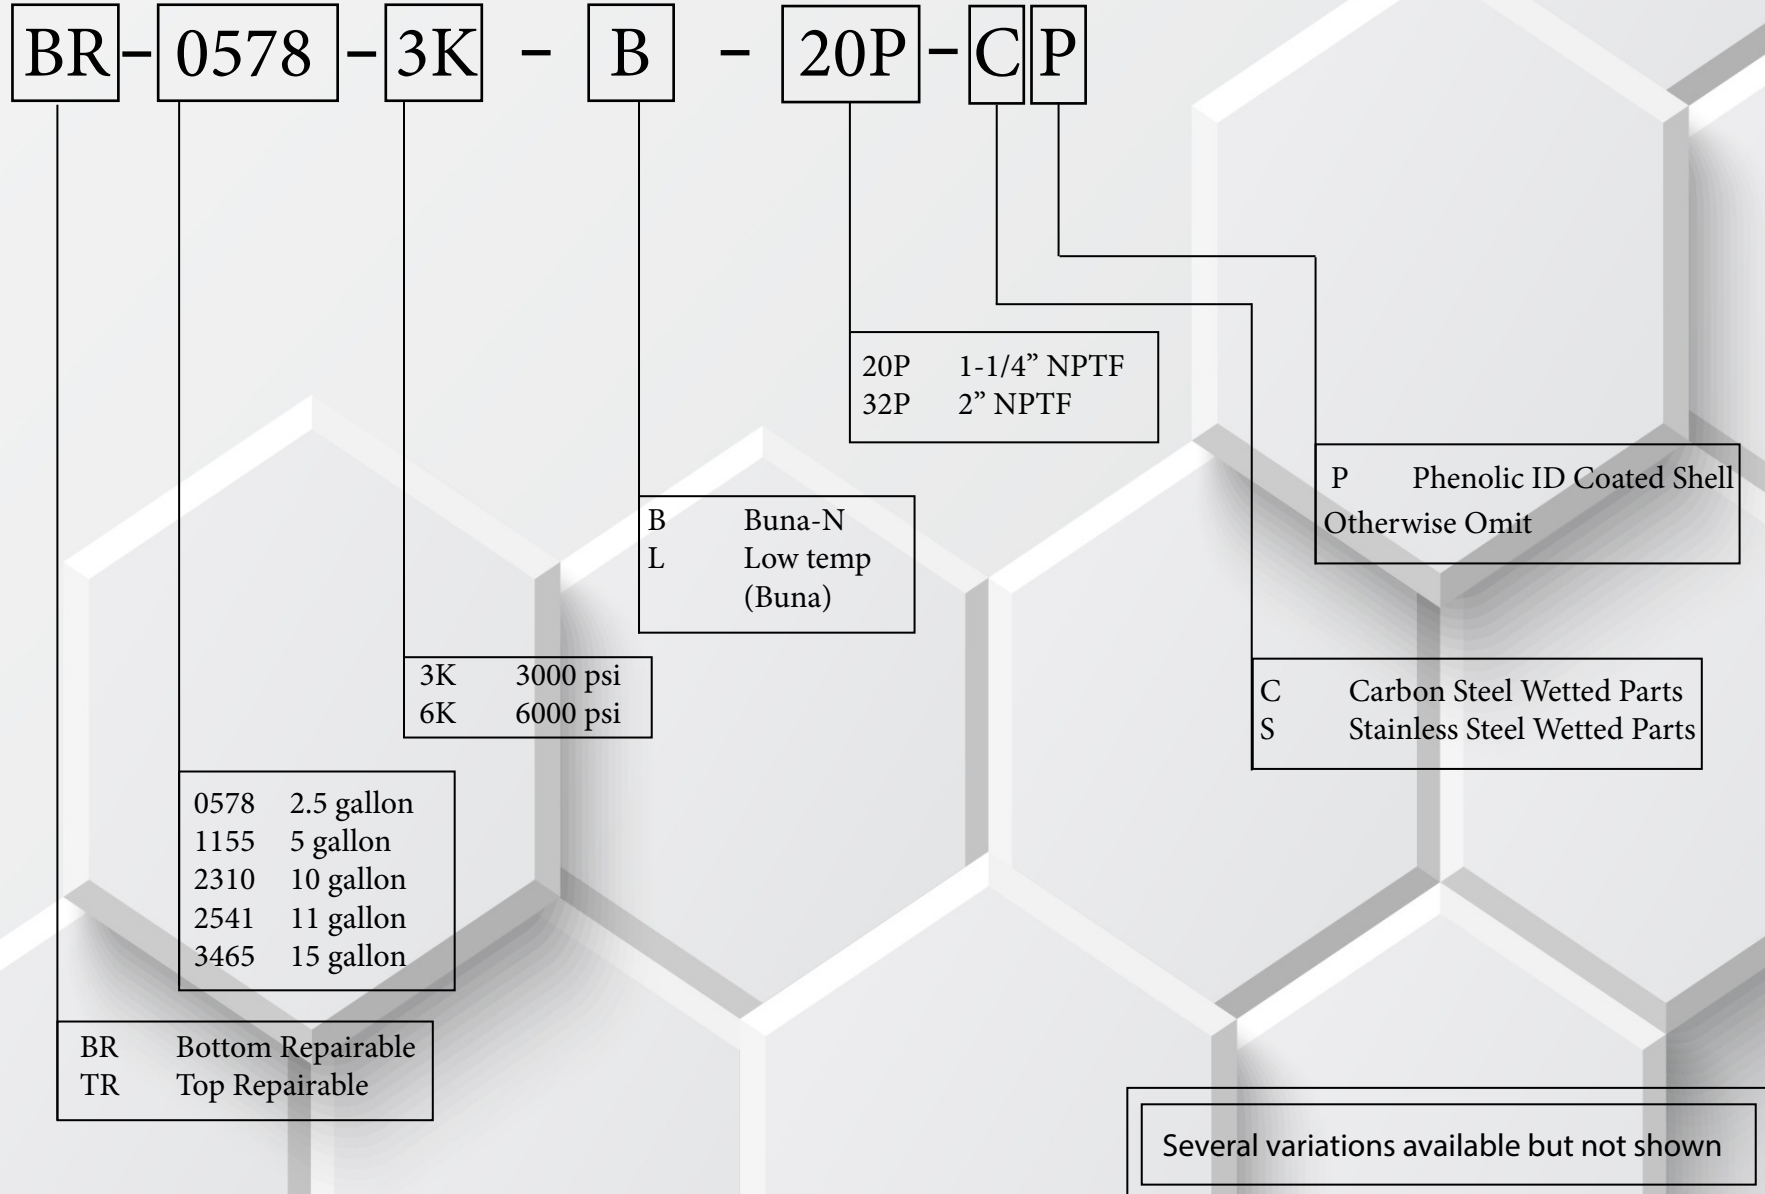 BR - 0578 - 3K - B - 20P - C P
20P 1-1/4” NPTF
32P 2” NPTF
P Phenolic ID Coated Shell
Otherwise Omit
B Buna-N
L Low temp
(Buna)
3K 3000 psi
6K 6000 psi
C Carbon Steel Wetted Parts
S Stainless Steel Wetted Parts
0578 2.5 gallon
1155 5 gallon
2310 10 gallon
2541 11 gallon
3465 15 gallon
BR Bottom Repairable
TR Top Repairable
Several variations available but not shown